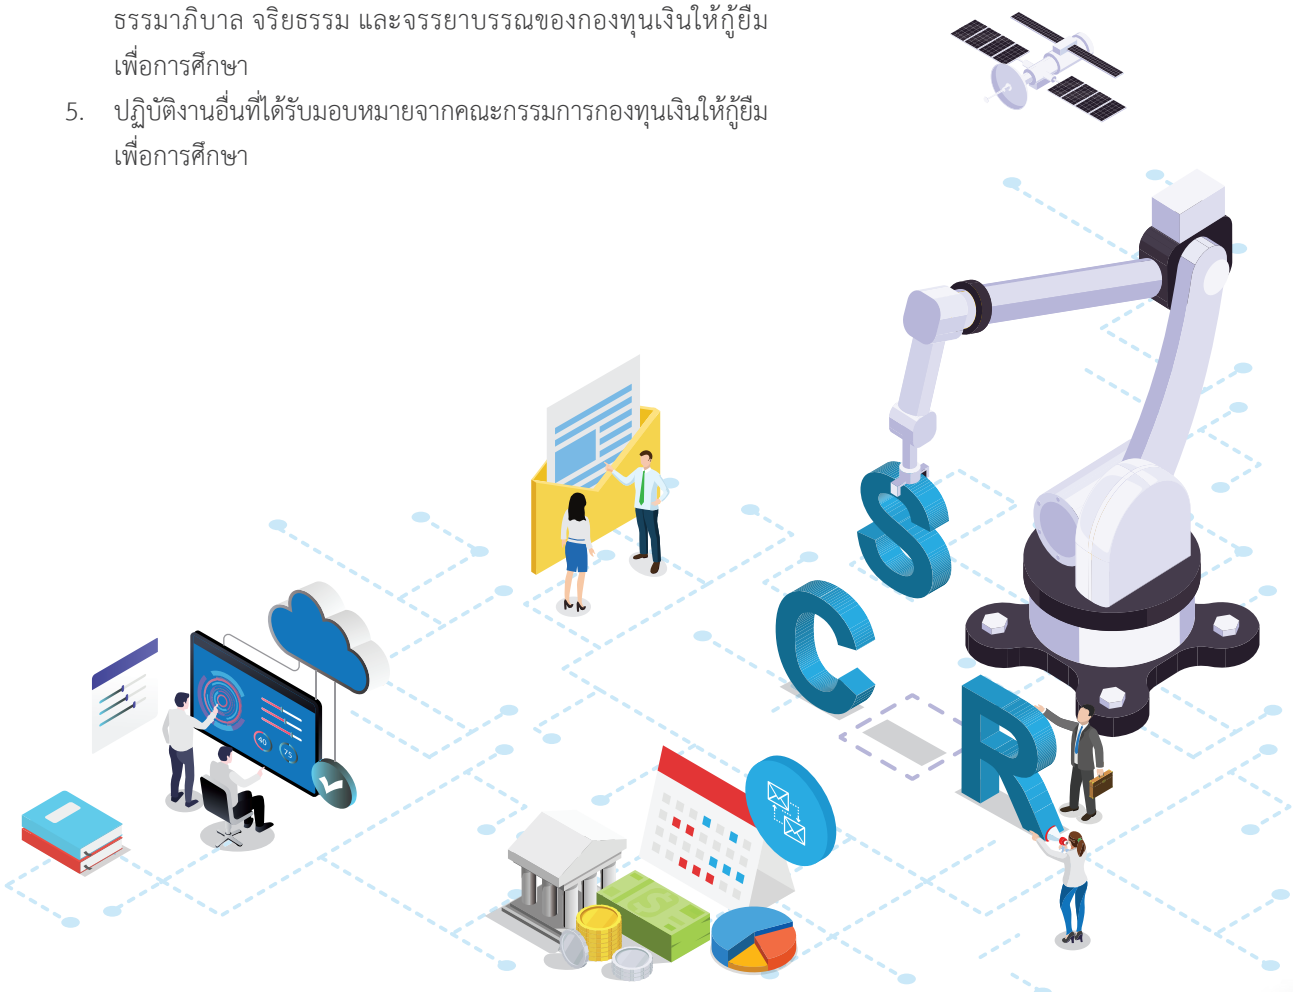 ธรรมาภิบาล จริยธรรม และจรรยาบรรณของกองทุนเงินให้กู้ยืม
เพื่อการศึกษา
5. ปฏิบัติงานอื่นที่ได้รับมอบหมายจากคณะกรรมการกองทุนเงินให้กู้ยืม
เพื่อการศึกษา
S
C
R
40
75